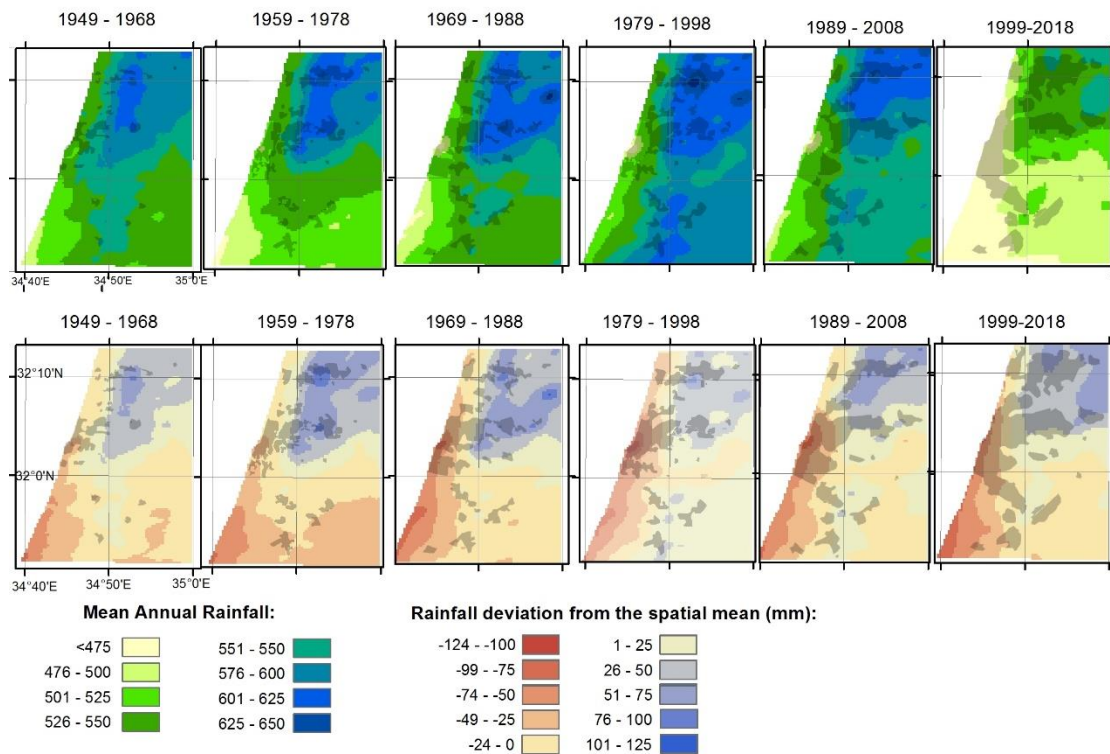 1949 - 1968 1959 - 1978 1969 - 1988 1979 - 1998 1989 - 2008 1999-2018
34°40'E 34°50'E 35°0'E
1949 - 1968 1959 - 1978 1969 - 1988 1979 - 1998 1989 - 2008 1999-2018
32°10'N
32°0'N
34°40'E 34°50'E 35°0'E
Mean Annual Rainfall: Rainfall deviation from the spatial mean (mm):
<475 551 - 550 -124 - -100 1 - 25
476 - 500 576 - 600 -99 - -75 26 - 50
501 - 525 601 - 625 -74 - -50 51 - 75
526 - 550 625 - 650 -49 - -25 76 - 100
-24 - 0 101 - 125